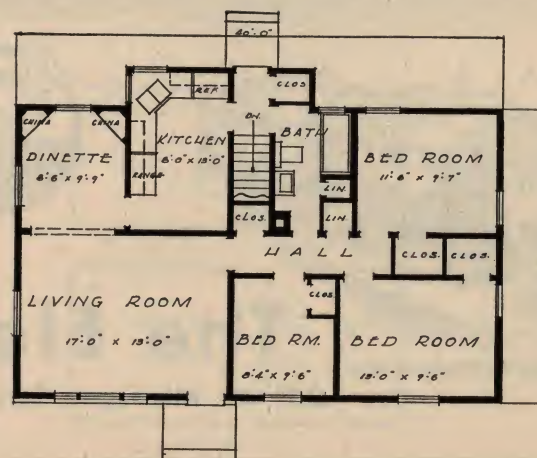 40'-0"
CLOS
REF.
CHINA
CHINA
DN.
BATH
CLOS.
KITCHEN
8'-0" x 13'-0"
DINETTE
8'-6" x 9'-9"
RANGE
BED ROOM
11'-6" x 9'-7"
LIN.
LIN.
CLOS.
HALL
CLOS.
CLOS.
LIVING ROOM
17'-0" x 13'-0"
CLOS.
BED RM.
8'-4" x 9'-6"
BED ROOM
13'-0" x 9'-6"